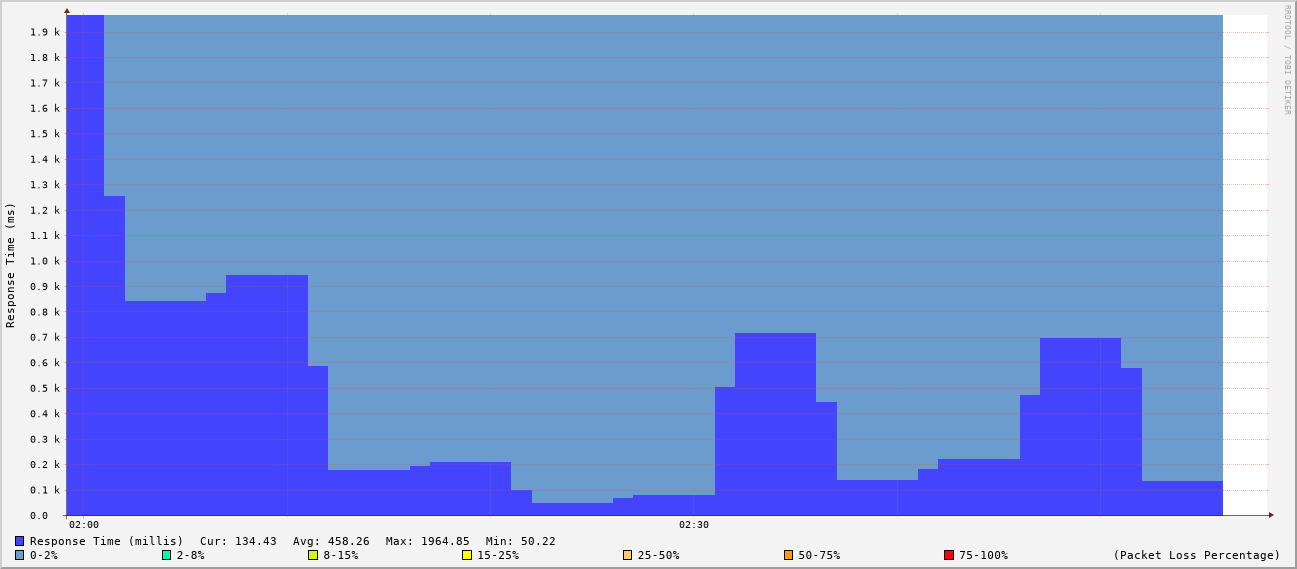 RRDTOOL / TOBI OETIKER
Response Time (ms)
1.9 k
1.8 k
1.7 k
1.6 k
1.5 k
1.4 k
1.3 k
1.2 k
1.1 k
1.0 k
0.9 k
0.8 k
0.7 k
0.6 k
0.5 k
0.4 k
0.3 k
0.2 k
0.1 k
0.0
02:00 02:30
Response Time (millis) Cur: 134.43 Avg: 458.26 Max: 1964.85 Min: 50.22
0-2% 2-8% 8-15% 15-25% 25-50% 50-75% 75-100% (Packet Loss Percentage)